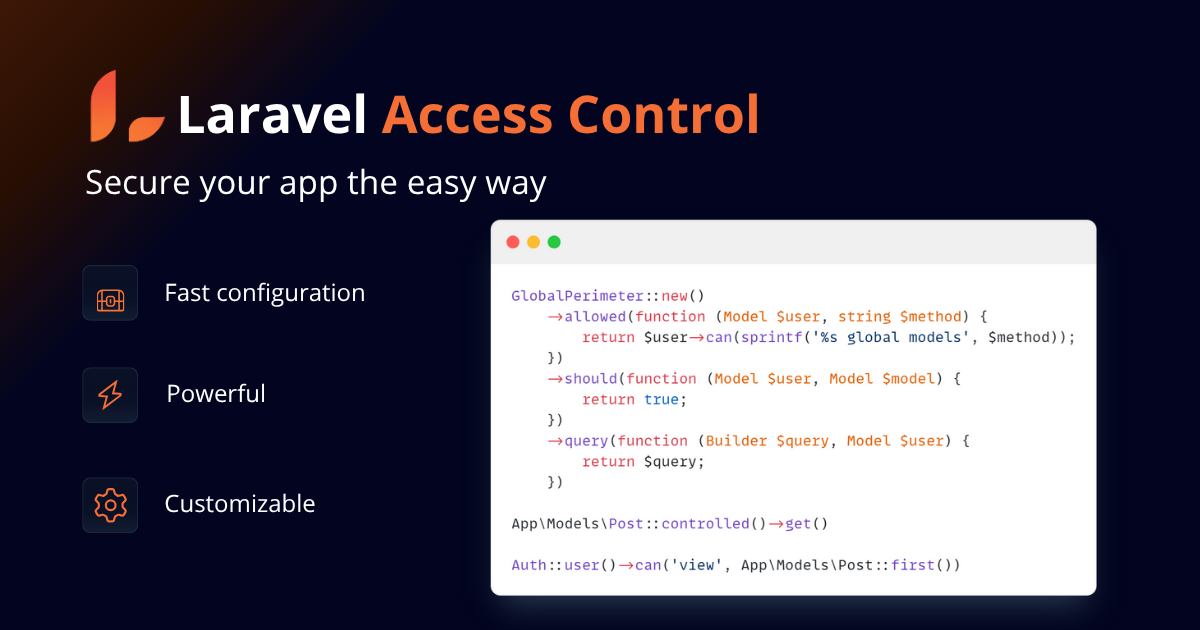 Laravel Access Control
Secure your app the easy way
Fast configuration
Powerful
Customizable
GlobalPerimeter::new()
    ->allowed(function (Model $user, string $method) {
        return $user->can(sprintf('%s global models', $method));
    })
    ->should(function (Model $user, Model $model) {
        return true;
    })
    ->query(function (Builder $query, Model $user) {
        return $query;
    })
App\Models\Post::controlled()->get()
Auth::user()->can('view', App\Models\Post::first())